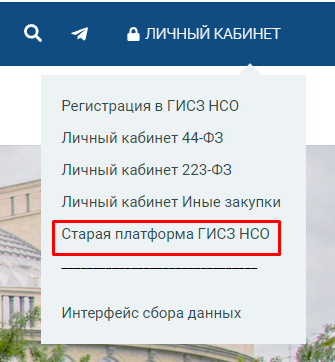 ЛИЧНЫЙ КАБИНЕТ
Регистрация в ГИСЗ НСО
Личный кабинет 44-ФЗ
Личный кабинет 223-ФЗ
Личный кабинет Иные закупки
Старая платформа ГИСЗ НСО
____________________________
Интерфейс сбора данных